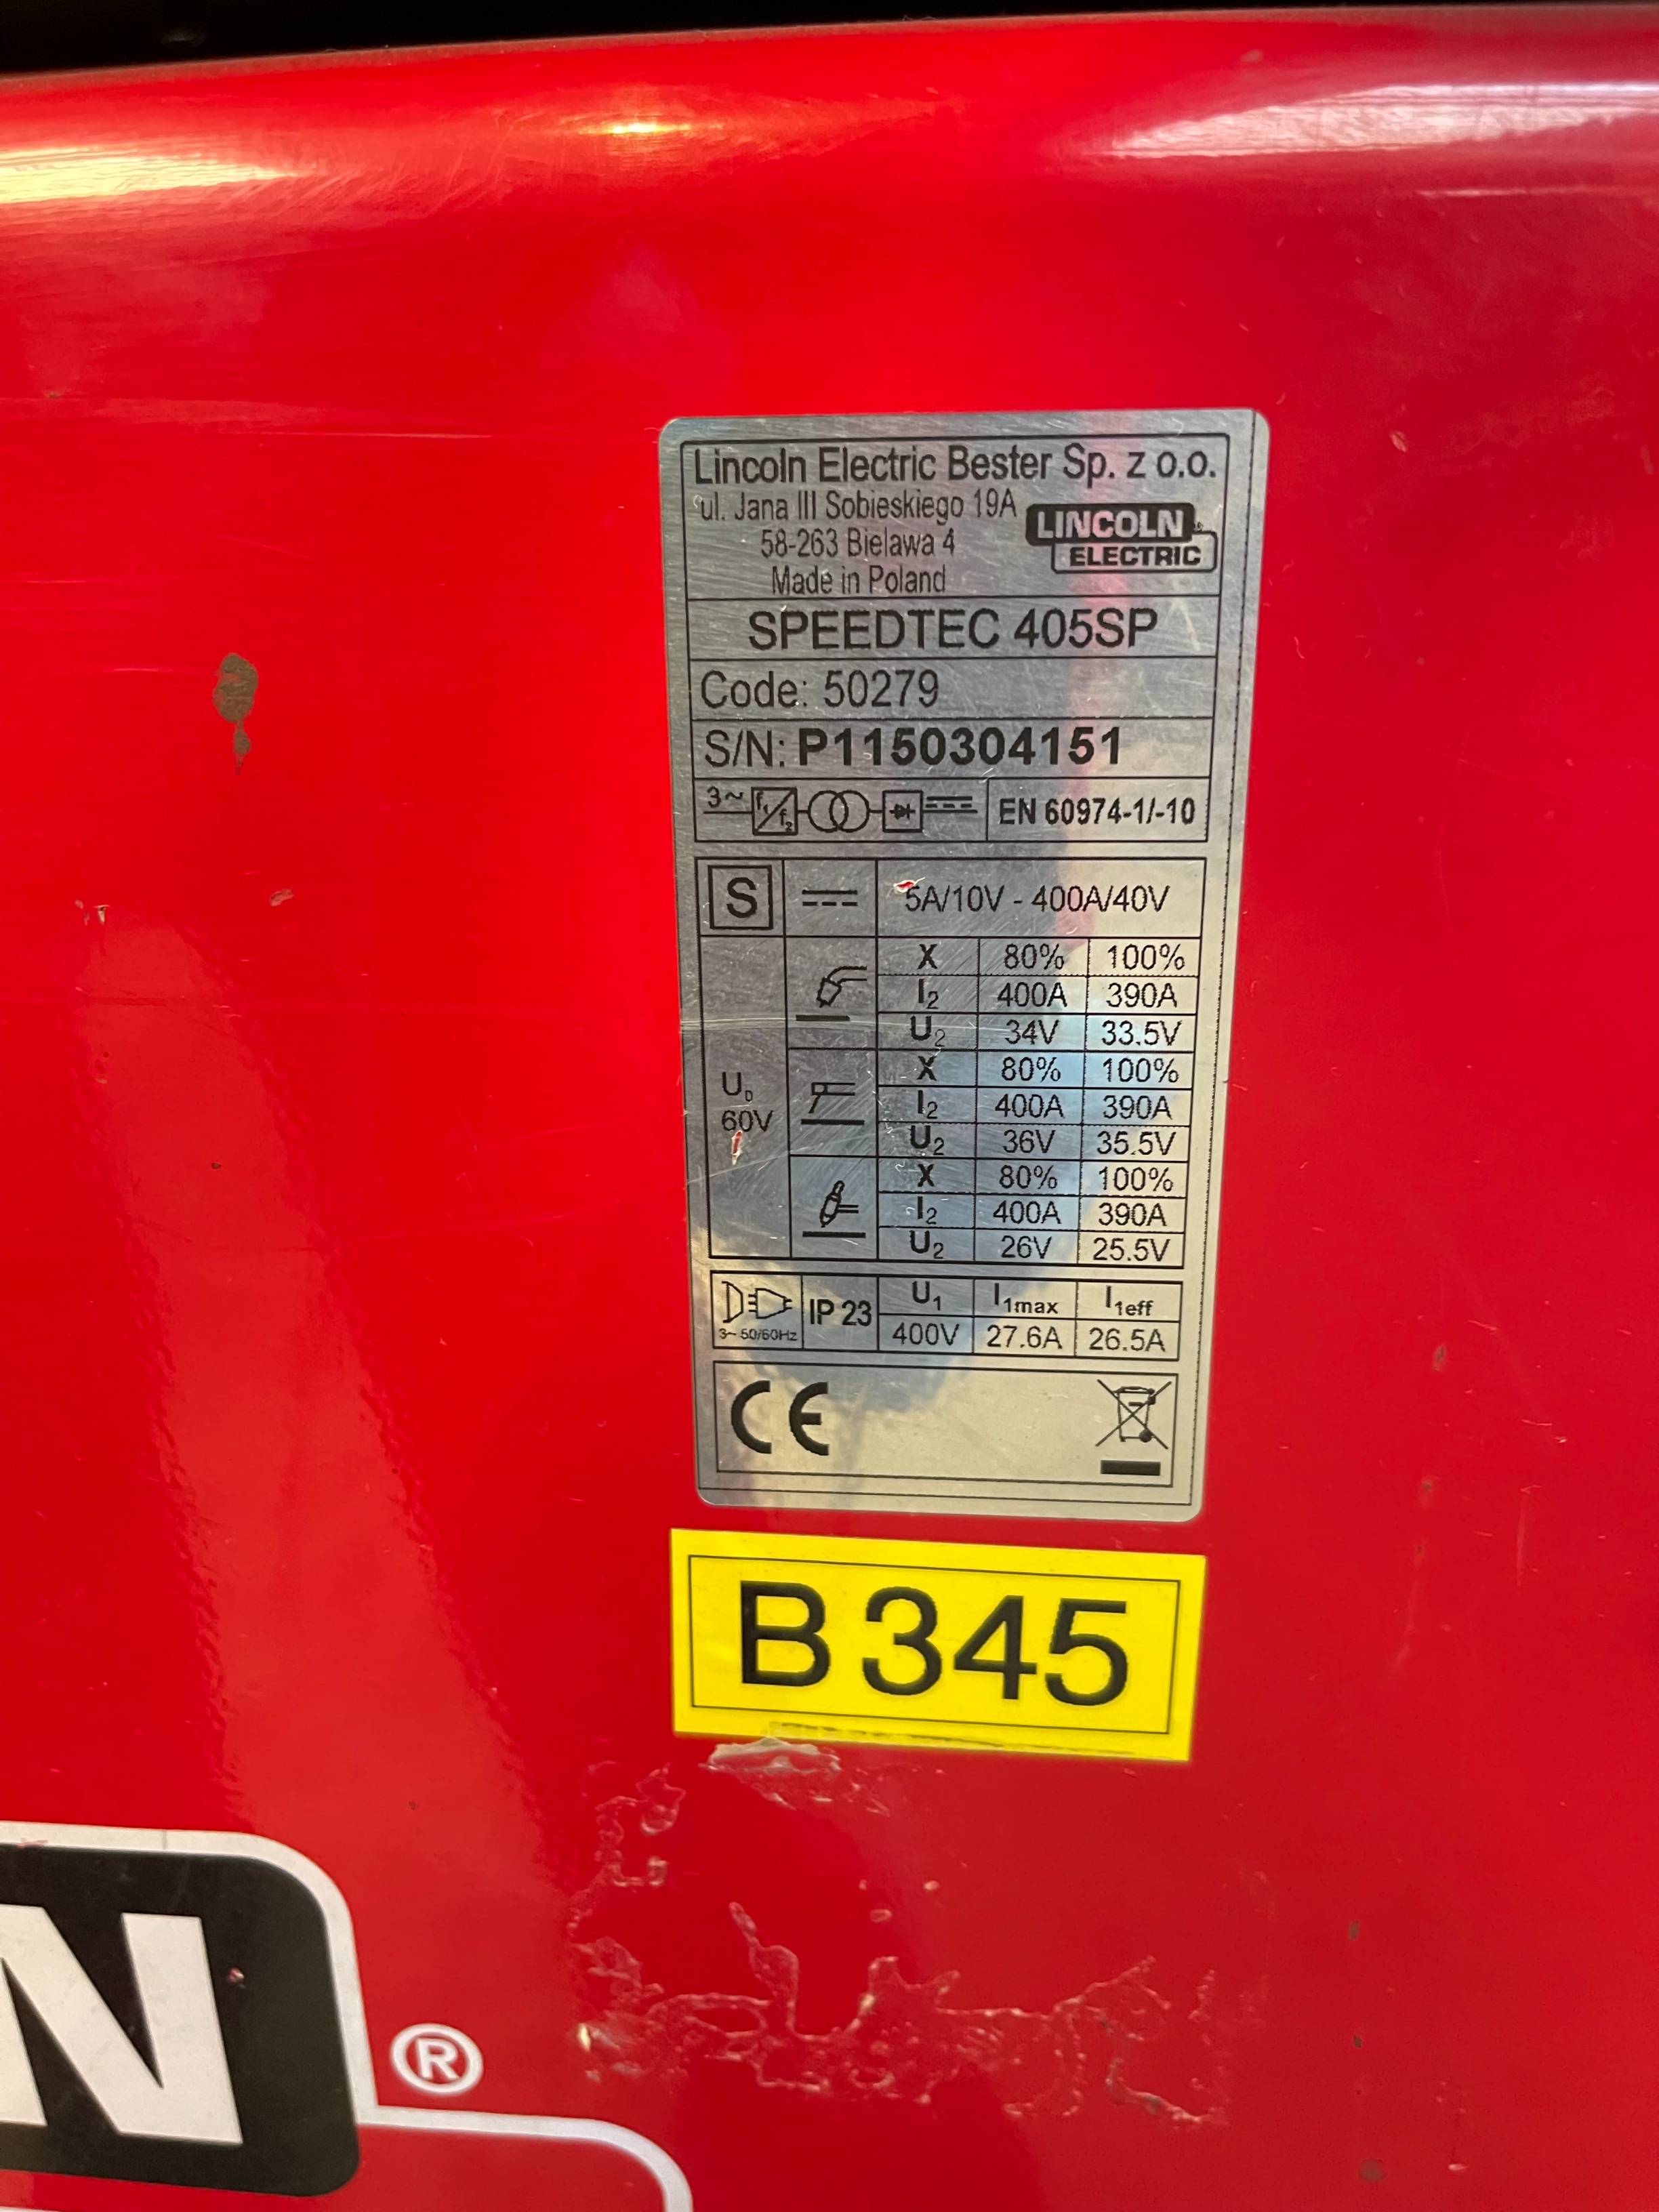 Lincoln Electric Bester Sp. z o.o.
ul. Jana III Sobieskiego 19A
58-263 Bielawa 4
Made in Poland
LINCOLN
ELECTRIC
SPEEDTEC 405SP
Code: 50279
S/N: P1150304151
3~ f1/f2 EN 60974-1/-10
S 5A/10V - 400A/40V
U0 60V
X 80% 100%
I2 400A 390A
U2 34V 33.5V
X 80% 100%
I2 400A 390A
U2 36V 35.5V
X 80% 100%
I2 400A 390A
U2 26V 25.5V
3~ 50/60Hz
IP 23
U1 I1max I1eff
400V 27.6A 26.5A
CE
B 345
N
®